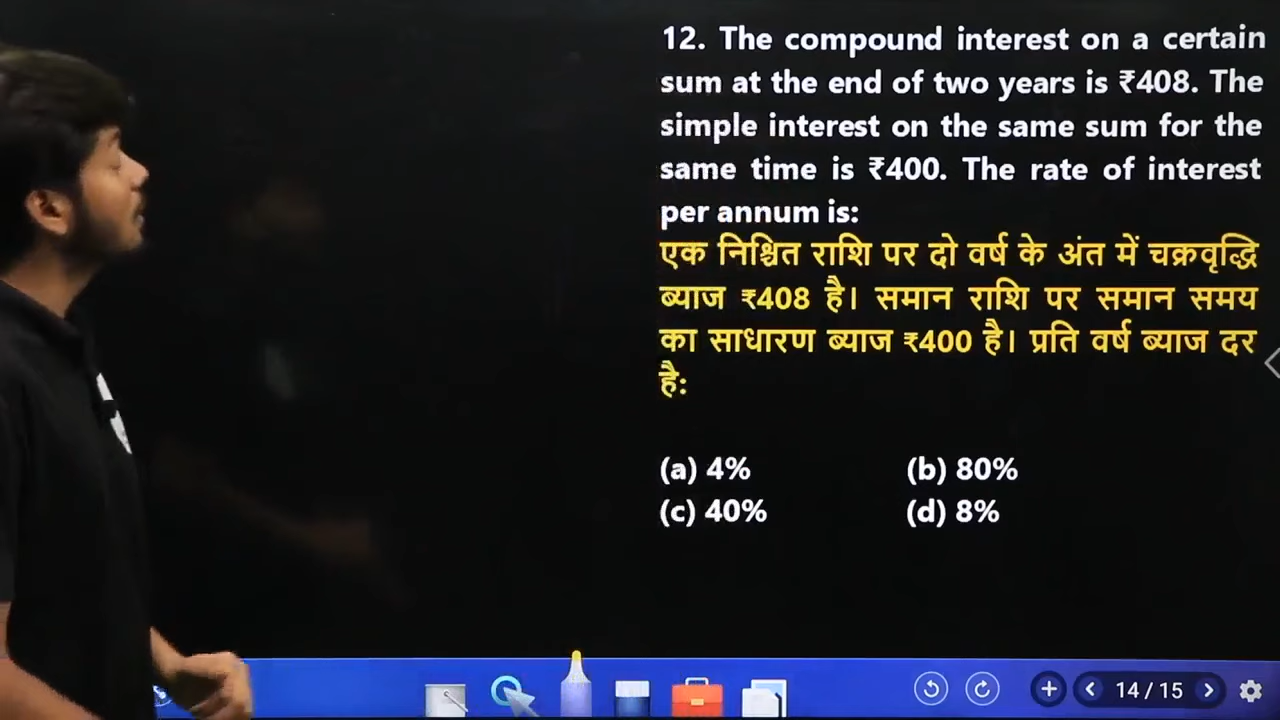 12. The compound interest on a certain
sum at the end of two years is ₹408. The
simple interest on the same sum for the
same time is ₹400. The rate of interest
per annum is:
एक निश्चित राशि पर दो वर्ष के अंत में चक्रवृद्धि
ब्याज ₹408 है। समान राशि पर समान समय
का साधारण ब्याज ₹400 है। प्रति वर्ष ब्याज दर
है:
(a) 4% (b) 80%
(c) 40% (d) 8%
14 / 15